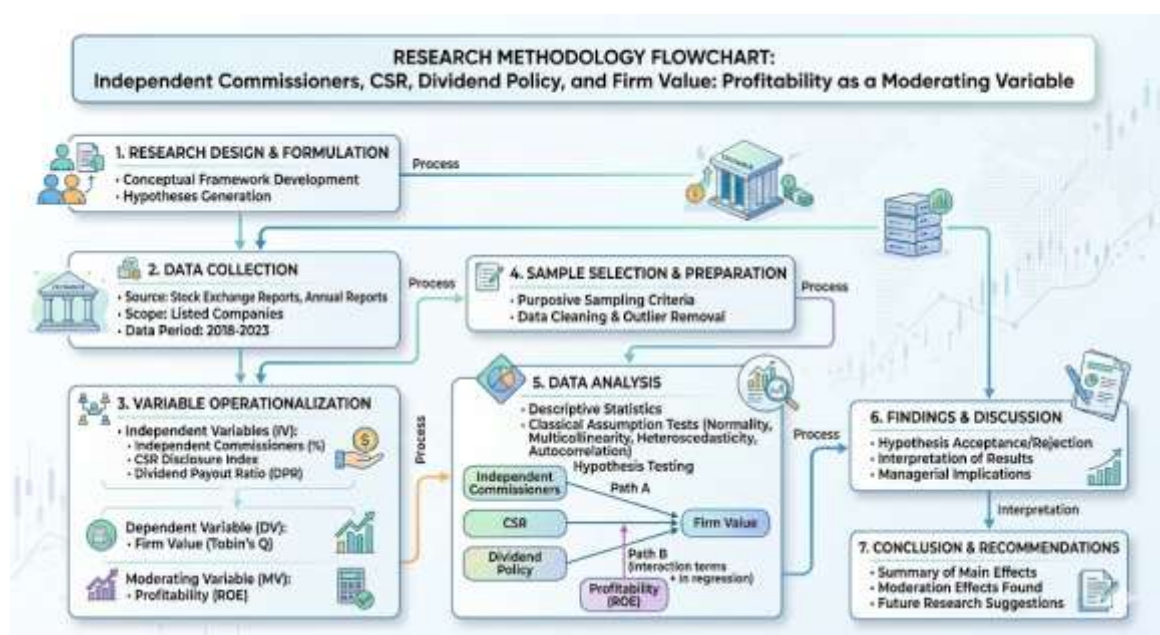 RESEARCH METHODOLOGY FLOWCHART:
Independent Commissioners, CSR, Dividend Policy, and Firm Value: Profitability as a Moderating Variable
1. RESEARCH DESIGN & FORMULATION
• Conceptual Framework Development
• Hypotheses Generation
Process
2. DATA COLLECTION
• Source: Stock Exchange Reports, Annual Reports
• Scope: Listed Companies
• Data Period: 2018-2023
Process
4. SAMPLE SELECTION & PREPARATION
• Purposive Sampling Criteria
• Data Cleaning & Outlier Removal
Process
3. VARIABLE OPERATIONALIZATION
• Independent Variables (IV):
• Independent Commissioners (%)
• CSR Disclosure Index
• Dividend Payout Ratio (DPR)
Dependent Variable (DV):
• Firm Value (Tobin's Q)
Moderating Variable (MV):
• Profitability (ROE)
Process
5. DATA ANALYSIS
• Descriptive Statistics
• Classical Assumption Tests (Normality,
Multicollinearity, Heteroscedasticity,
Autocorrelation)
Hypothesis Testing
Independent
Commissioners
Path A
CSR
Firm Value
Dividend
Policy
Path B
(interaction terms
+ in regression)
Profitability
(ROE)
Process
6. FINDINGS & DISCUSSION
• Hypothesis Acceptance/Rejection
• Interpretation of Results
• Managerial Implications
Interpretation
7. CONCLUSION & RECOMMENDATIONS
• Summary of Main Effects
• Moderation Effects Found
• Future Research Suggestions